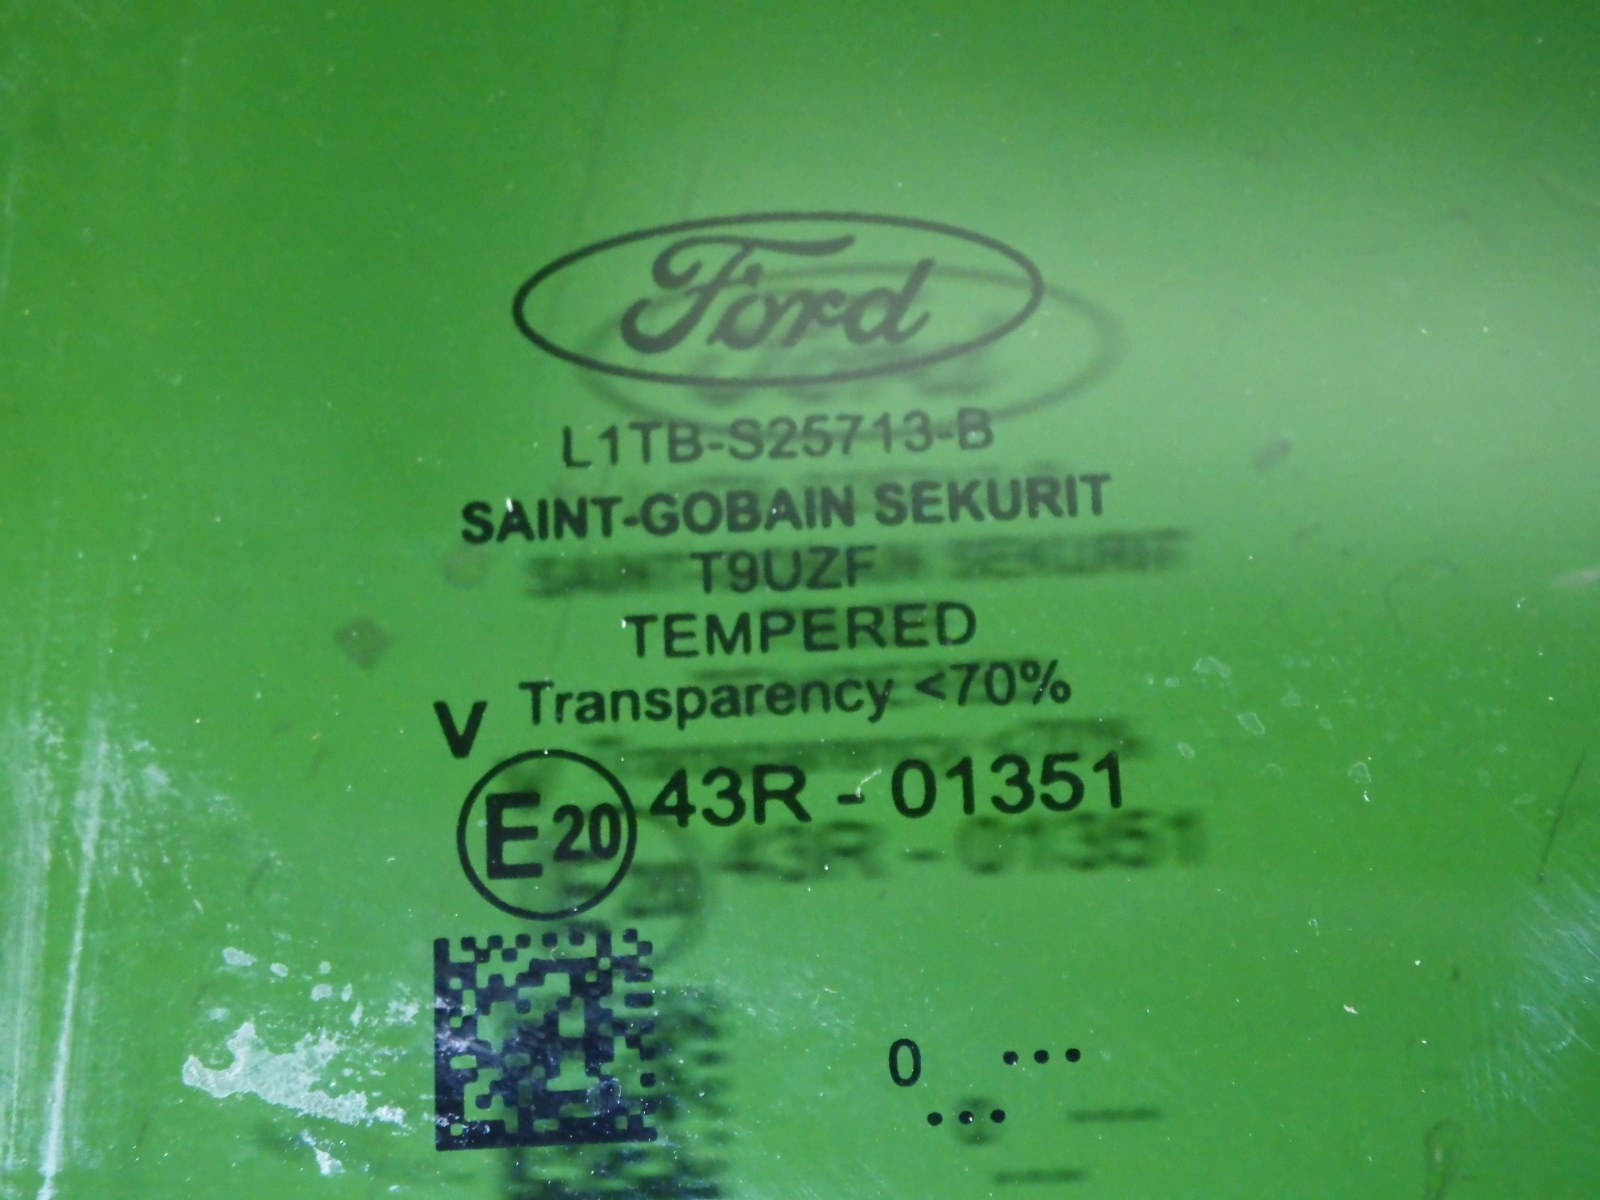 Ford
L1TB-S25713-B
SAINT-GOBAIN SEKURIT
T9UZF
TEMPERED
V Transparency <70%
E20 43R - 01351
0 •••
•••